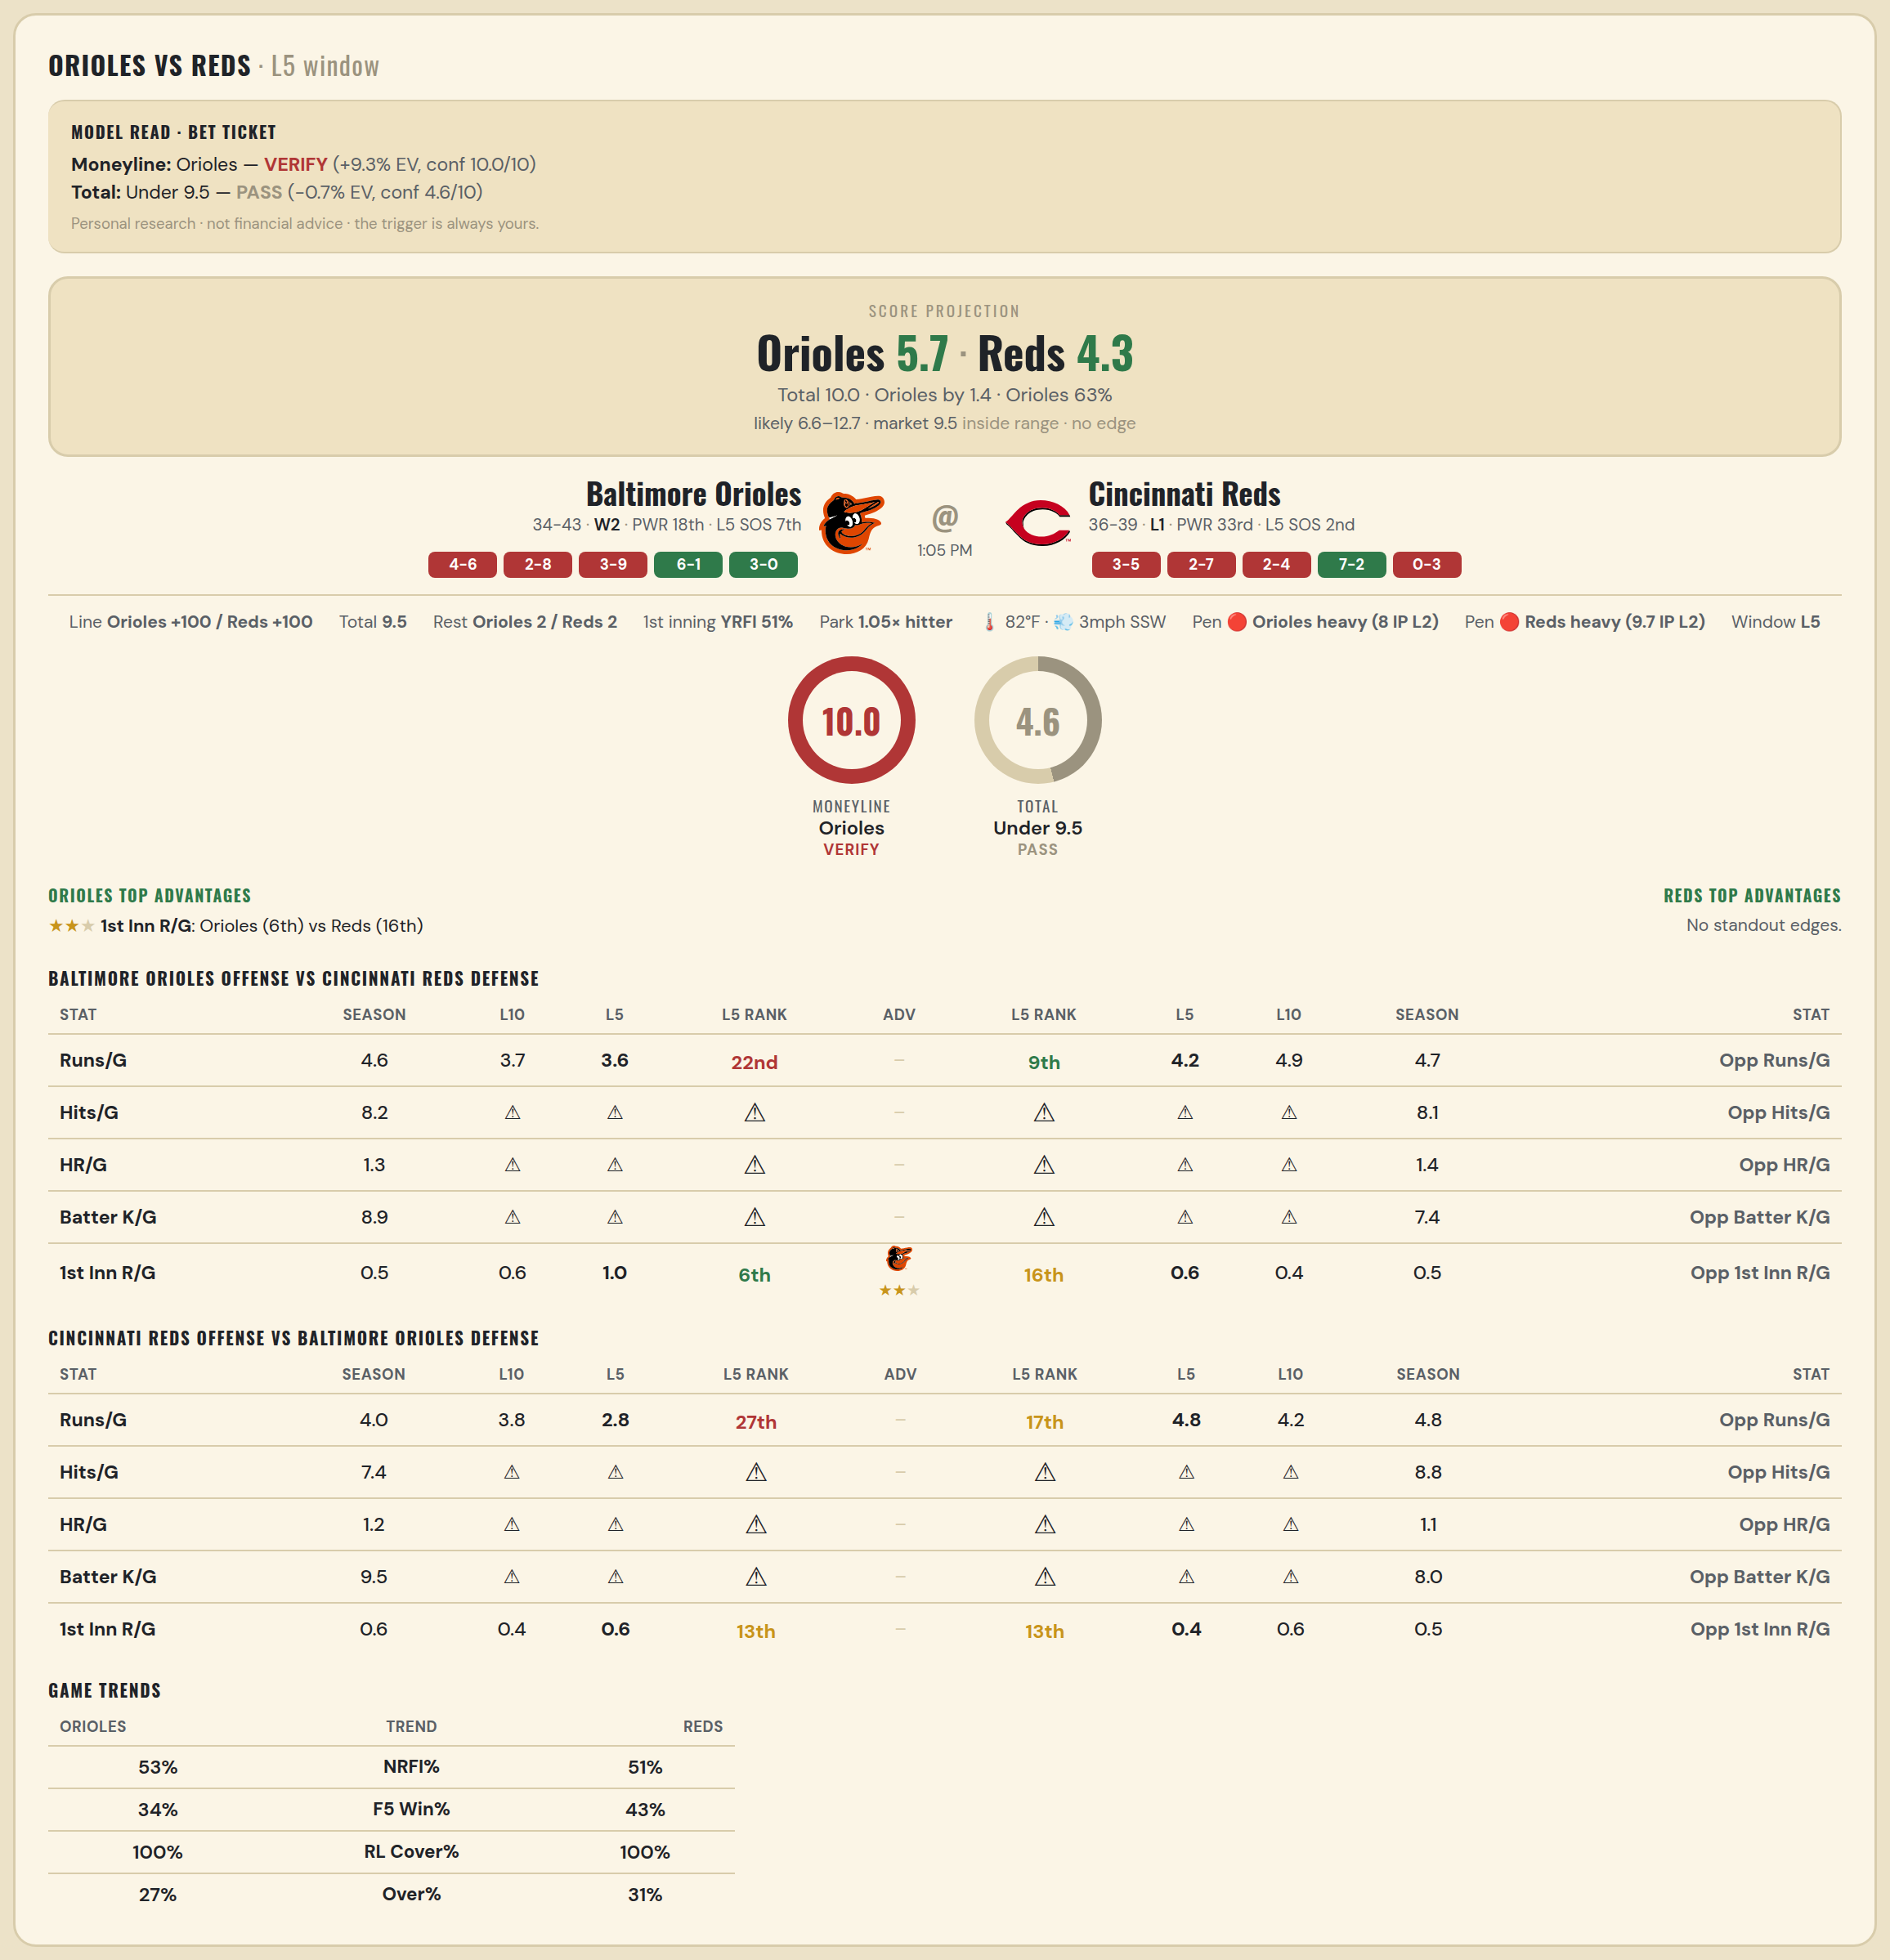 ORIOLES VS REDS · L5 window
MODEL READ · BET TICKET
Moneyline: Orioles — VERIFY (+9.3% EV, conf 10.0/10)
Total: Under 9.5 — PASS (-0.7% EV, conf 4.6/10)
Personal research · not financial advice · the trigger is always yours.
SCORE PROJECTION
Orioles 5.7 · Reds 4.3
Total 10.0 · Orioles by 1.4 · Orioles 63%
likely 6.6–12.7 · market 9.5 inside range · no edge
Baltimore Orioles
34-43 · W2 · PWR 18th · L5 SOS 7th
4-6 2-8 3-9 6-1 3-0
@
1:05 PM
Cincinnati Reds
36-39 · L1 · PWR 33rd · L5 SOS 2nd
3-5 2-7 2-4 7-2 0-3
Line Orioles +100 / Reds +100 Total 9.5 Rest Orioles 2 / Reds 2 1st inning YRFI 51% Park 1.05× hitter 🌡️ 82°F · 💨 3mph SSW Pen 🔴 Orioles heavy (8 IP L2) Pen 🔴 Reds heavy (9.7 IP L2) Window L5
10.0 4.6
MONEYLINE TOTAL
Orioles Under 9.5
VERIFY PASS
ORIOLES TOP ADVANTAGES
★★★ 1st Inn R/G: Orioles (6th) vs Reds (16th)
REDS TOP ADVANTAGES
No standout edges.
BALTIMORE ORIOLES OFFENSE VS CINCINNATI REDS DEFENSE
STAT SEASON L10 L5 L5 RANK ADV L5 RANK L5 L10 SEASON STAT
Runs/G 4.6 3.7 3.6 22nd – 9th 4.2 4.9 4.7 Opp Runs/G
Hits/G 8.2 ⚠ ⚠ ⚠ – ⚠ ⚠ ⚠ 8.1 Opp Hits/G
HR/G 1.3 ⚠ ⚠ ⚠ – ⚠ ⚠ ⚠ 1.4 Opp HR/G
Batter K/G 8.9 ⚠ ⚠ ⚠ – ⚠ ⚠ ⚠ 7.4 Opp Batter K/G
1st Inn R/G 0.5 0.6 1.0 6th ★★★ 16th 0.6 0.4 0.5 Opp 1st Inn R/G
CINCINNATI REDS OFFENSE VS BALTIMORE ORIOLES DEFENSE
STAT SEASON L10 L5 L5 RANK ADV L5 RANK L5 L10 SEASON STAT
Runs/G 4.0 3.8 2.8 27th – 17th 4.8 4.2 4.8 Opp Runs/G
Hits/G 7.4 ⚠ ⚠ ⚠ – ⚠ ⚠ ⚠ 8.8 Opp Hits/G
HR/G 1.2 ⚠ ⚠ ⚠ – ⚠ ⚠ ⚠ 1.1 Opp HR/G
Batter K/G 9.5 ⚠ ⚠ ⚠ – ⚠ ⚠ ⚠ 8.0 Opp Batter K/G
1st Inn R/G 0.6 0.4 0.6 13th – 13th 0.4 0.6 0.5 Opp 1st Inn R/G
GAME TRENDS
ORIOLES TREND REDS
53% NRFI% 51%
34% F5 Win% 43%
100% RL Cover% 100%
27% Over% 31%